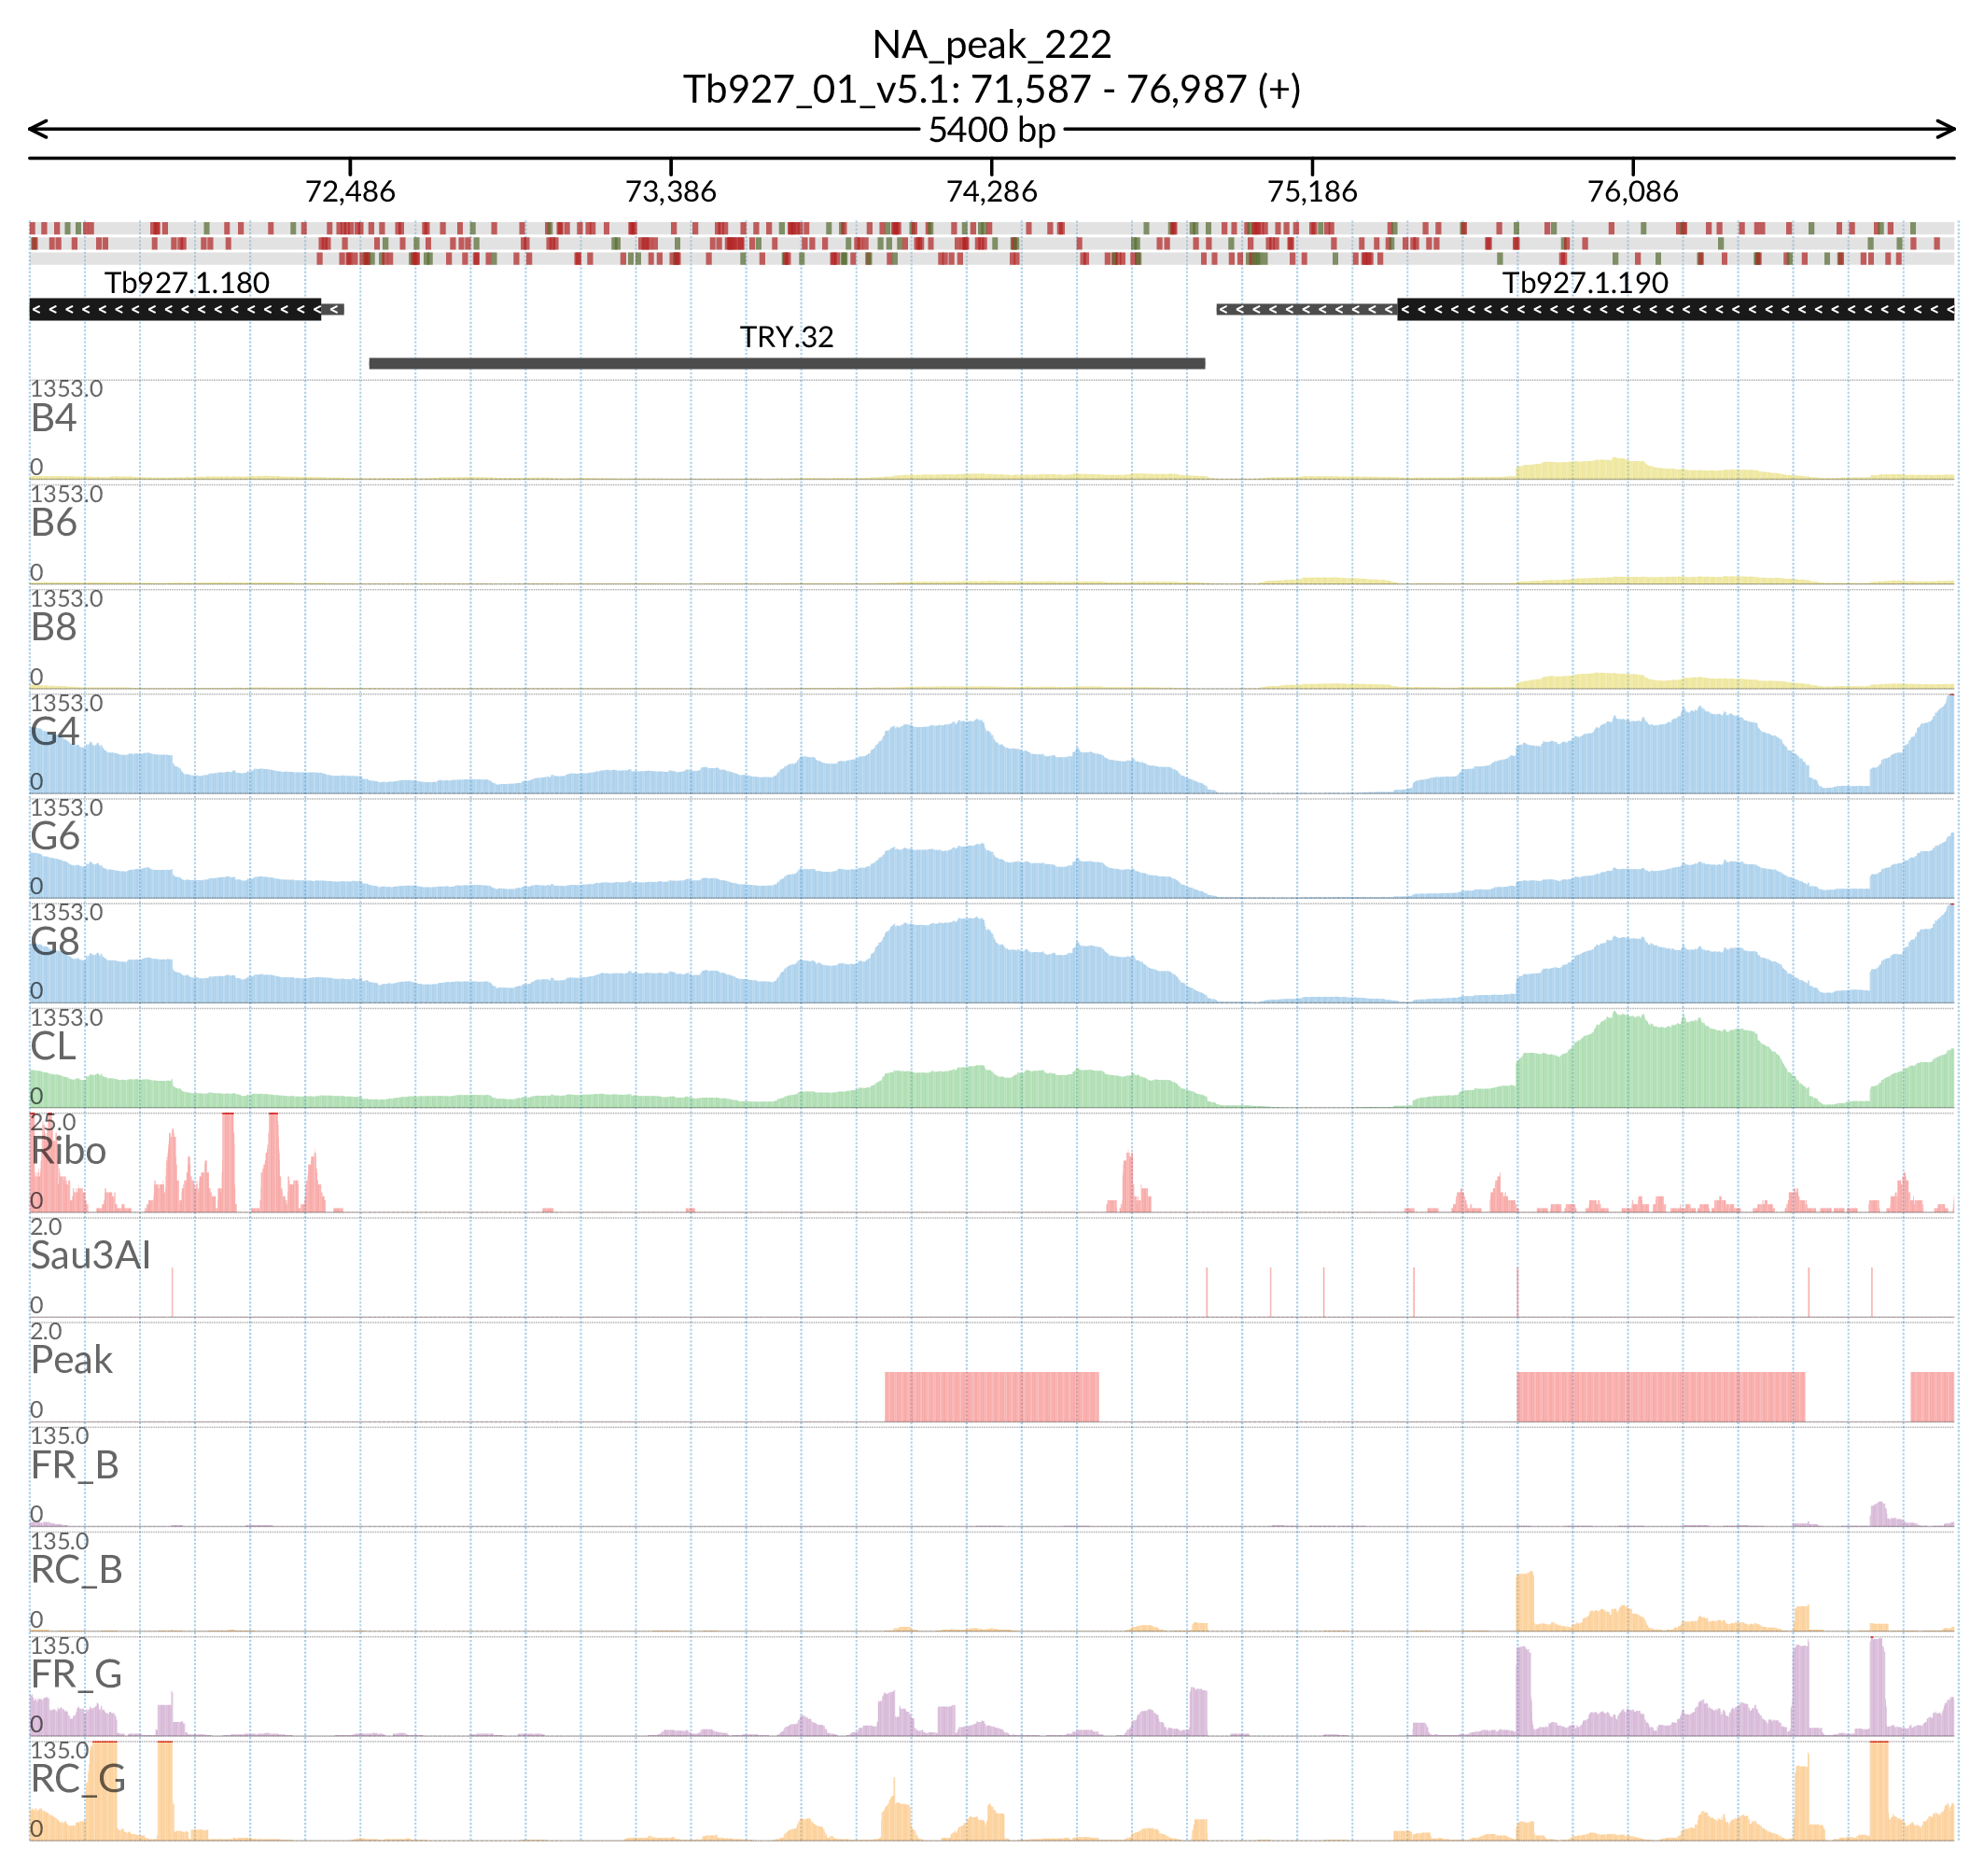 NA_peak_222
Tb927_01_v5.1: 71,587 - 76,987 (+)
5400 bp
72,486 73,386 74,286 75,186 76,086
Tb927.1.180 Tb927.1.190
TRY.32
1353.0
B4
0
1353.0
B6
0
1353.0
B8
0
1353.0
G4
0
1353.0
G6
0
1353.0
G8
0
1353.0
CL
0
25.0
Ribo
0
2.0
Sau3AI
0
2.0
Peak
0
135.0
FR_B
0
135.0
RC_B
0
135.0
FR_G
0
135.0
RC_G
0